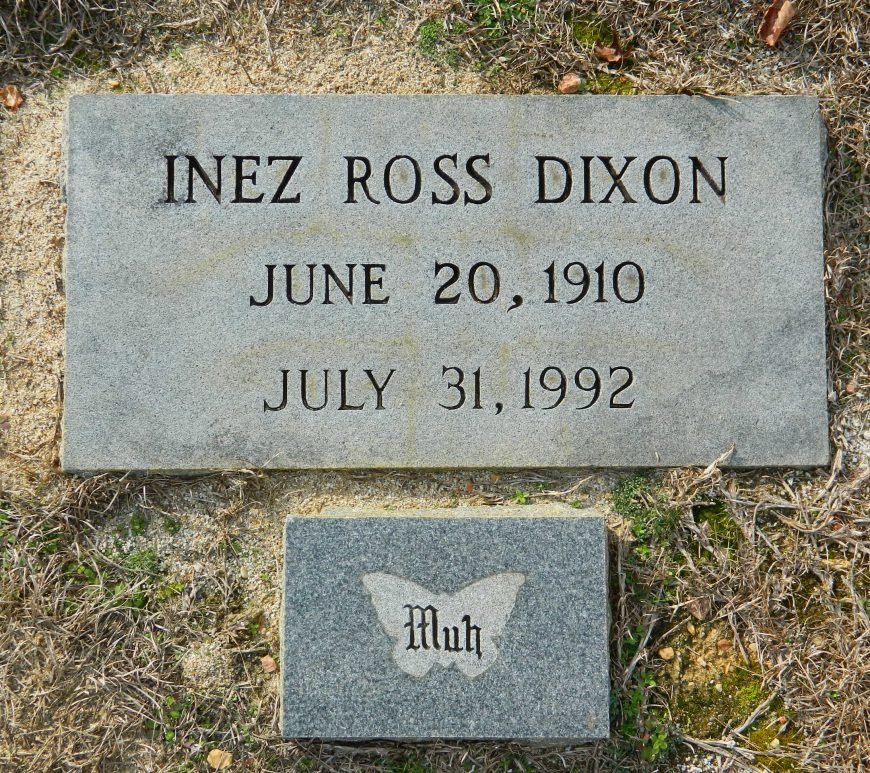 INEZ ROSS DIXON
JUNE 20, 1910
JULY 31, 1992
Muh